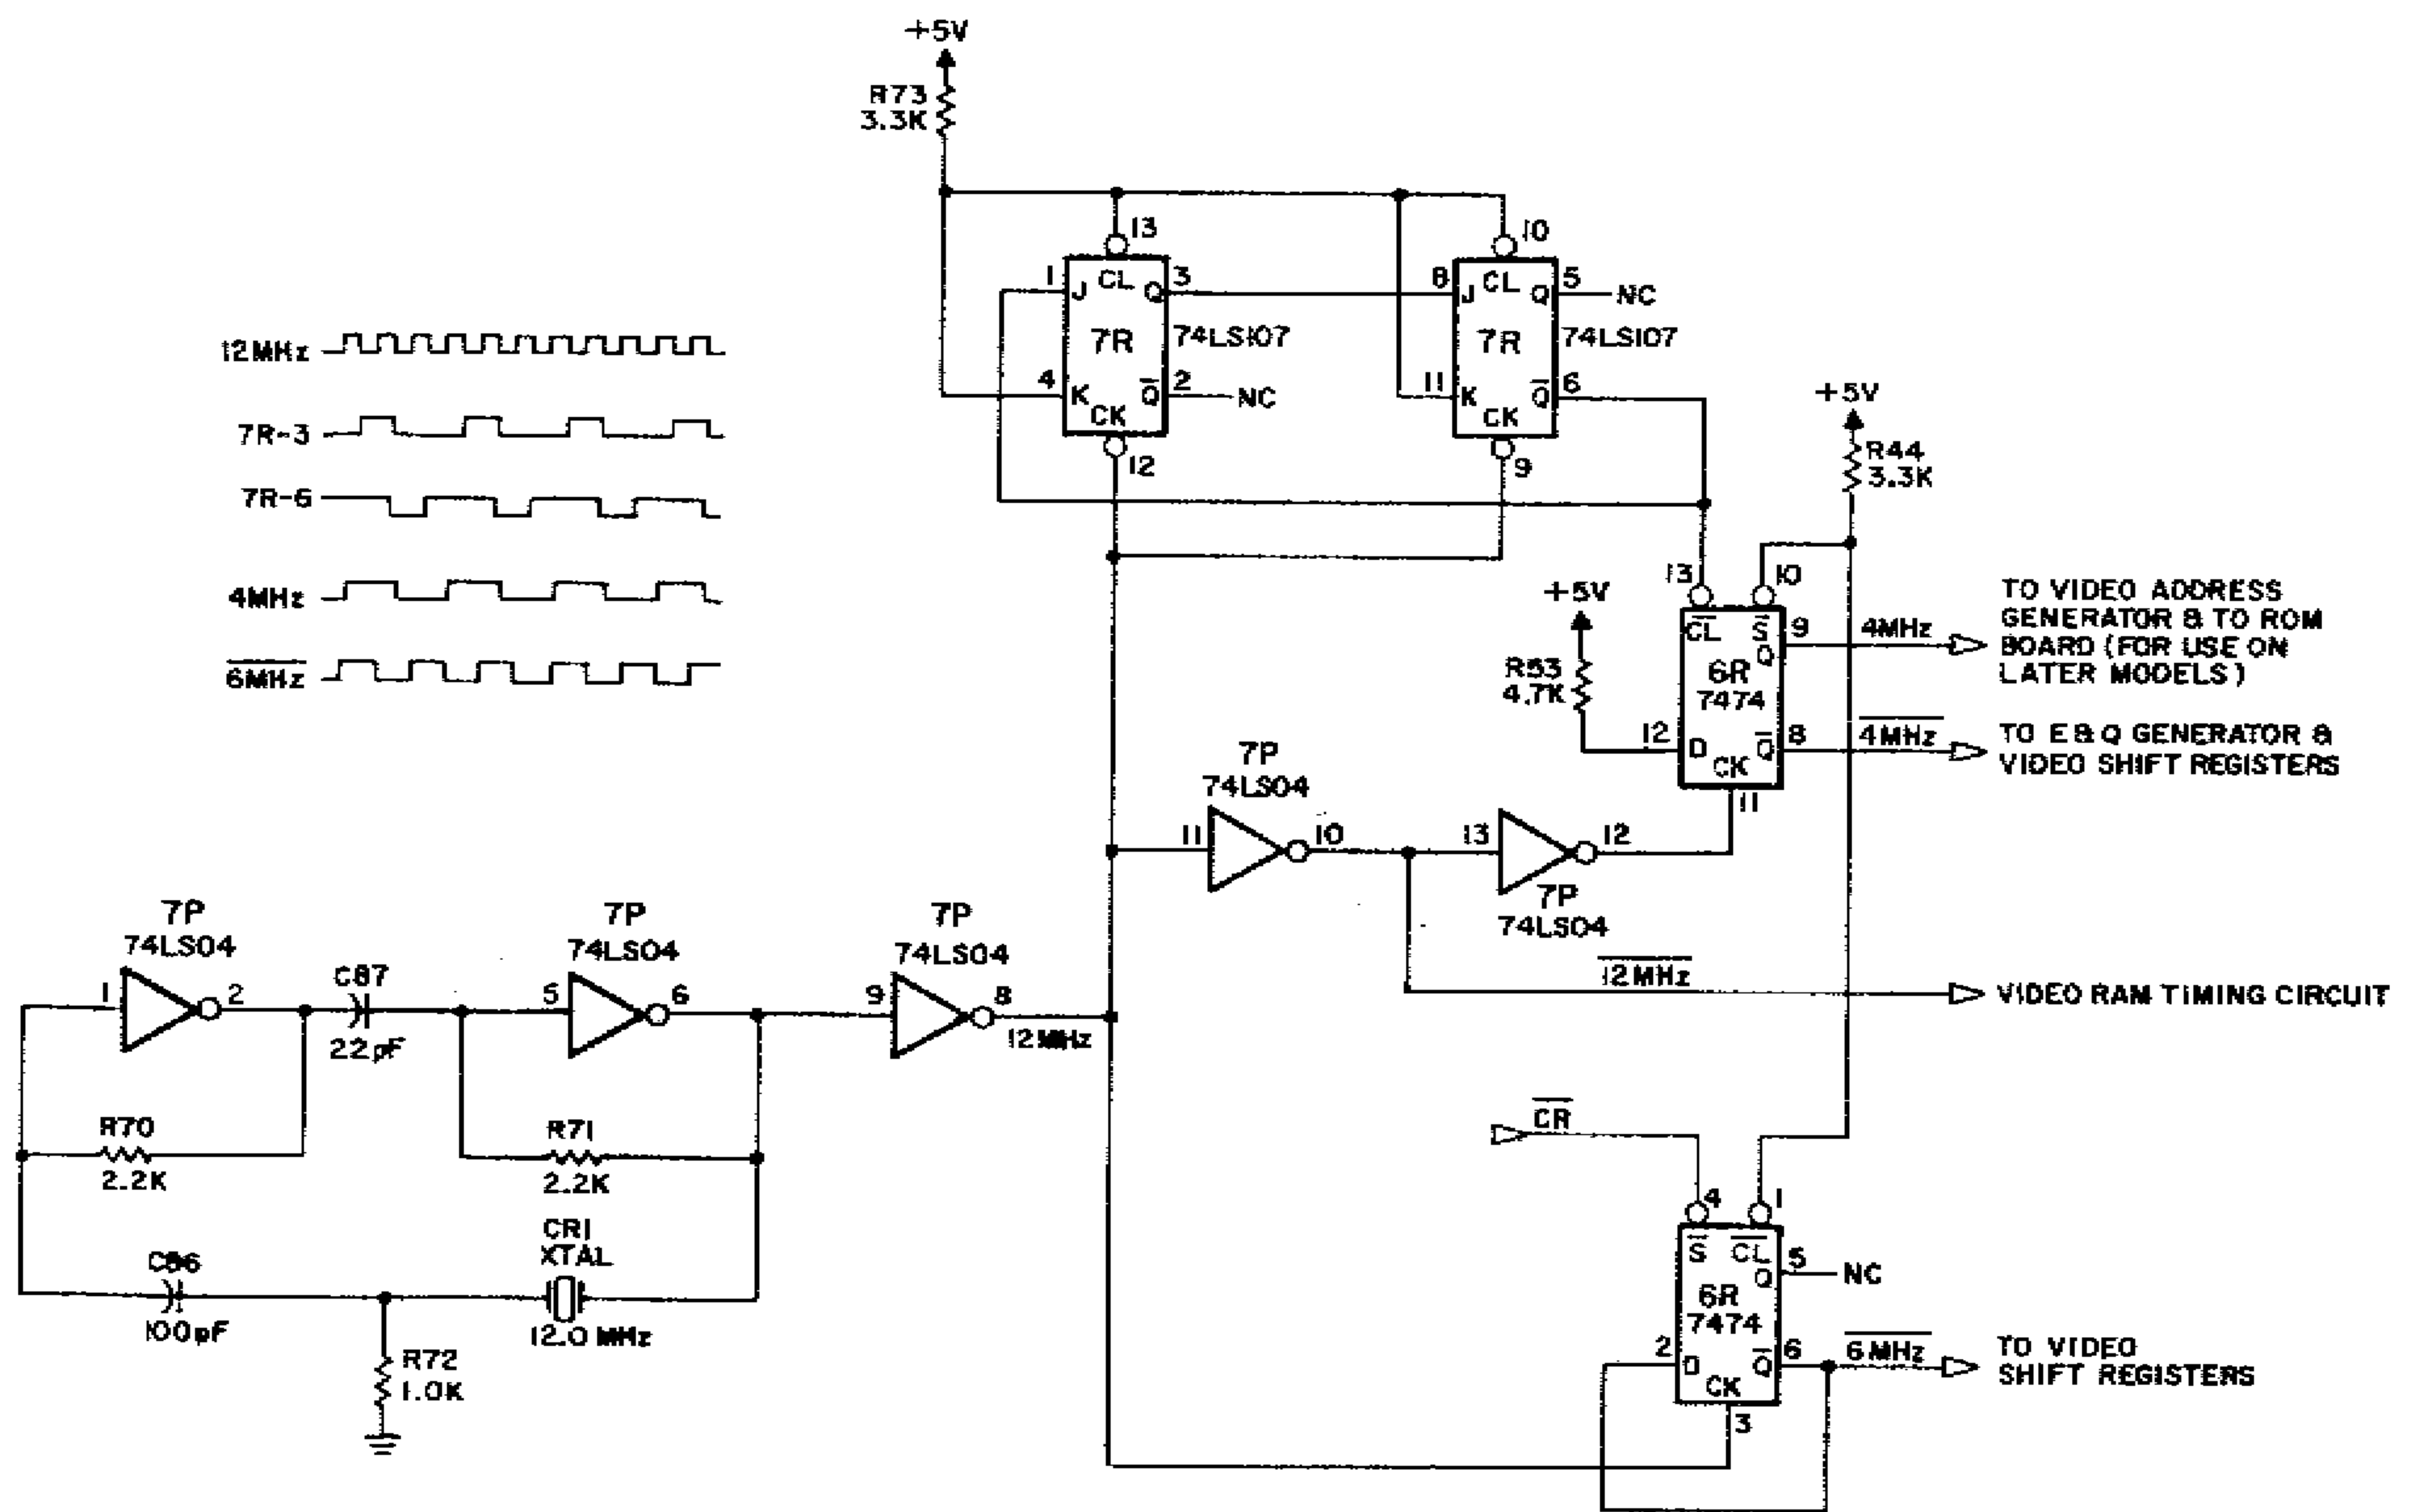 +5V
R73
3.3K
13
10
1
J
CL
Q
3
8
J
CL
Q
5
NC
7R
74LS107
7R
74LS107
4
K
CK
Q̅
2
NC
11
K
CK
Q̅
6
12
9
12MHz
7R-3
7R-6
4MHz
6MHz
+5V
R44
3.3K
13
10
+5V
R53
4.7K
CL
S
Q
9
4MHz
6R
7474
12
D
CK
Q̅
8
4MHz
11
TO VIDEO ADDRESS
GENERATOR & TO ROM
BOARD (FOR USE ON
LATER MODELS)
TO E & Q GENERATOR &
VIDEO SHIFT REGISTERS
7P
74LS04
11
10
13
12
7P
74LS04
12MHz
VIDEO RAM TIMING CIRCUIT
7P
74LS04
1
2
C87
22pF
7P
74LS04
5
6
7P
74LS04
9
8
12MHz
R70
2.2K
R71
2.2K
C86
100pF
CR1
XTAL
12.0 MHz
R72
1.0K
CR
4
1
S
CL
Q
5
NC
6R
7474
2
D
CK
Q̅
6
6MHz
3
TO VIDEO
SHIFT REGISTERS